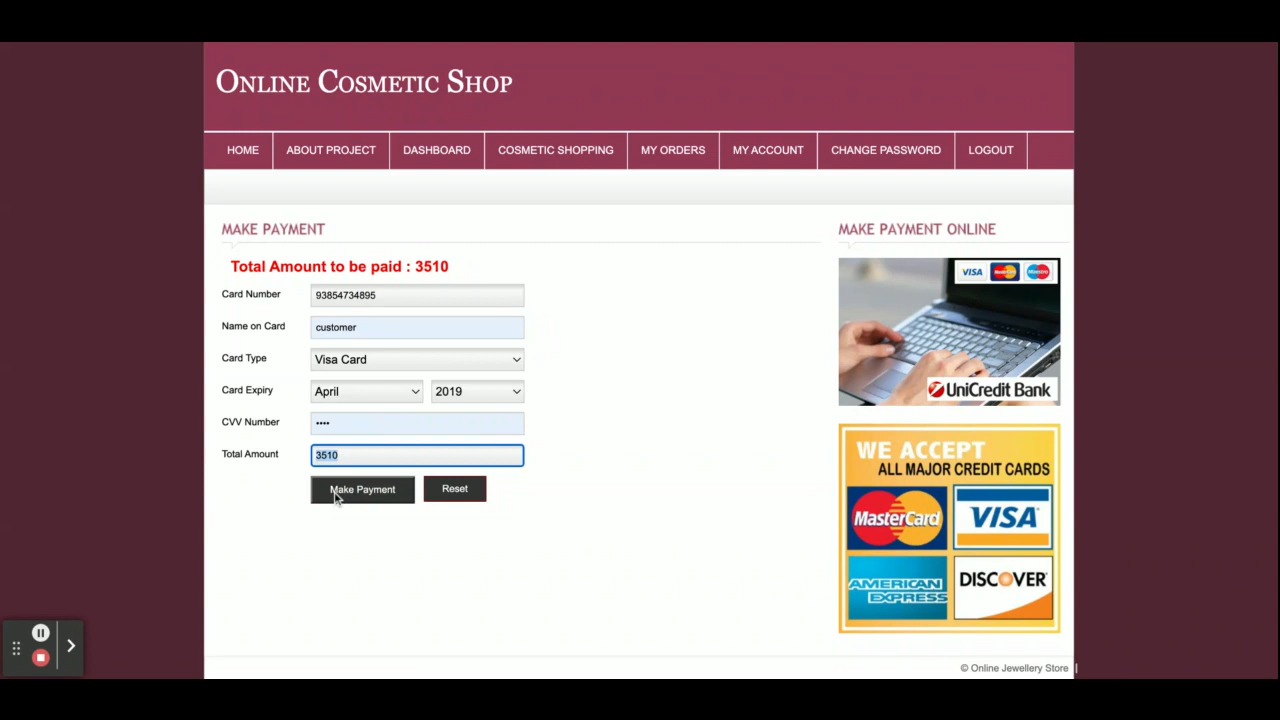 Online Cosmetic Shop
HOME ABOUT PROJECT DASHBOARD COSMETIC SHOPPING MY ORDERS MY ACCOUNT CHANGE PASSWORD LOGOUT
MAKE PAYMENT
Total Amount to be paid : 3510
Card Number 93854734895
Name on Card customer
Card Type Visa Card
Card Expiry April 2019
CVV Number ••••
Total Amount 3510
Make Payment Reset
MAKE PAYMENT ONLINE
VISA MasterCard Maestro
UniCredit Bank
WE ACCEPT
ALL MAJOR CREDIT CARDS
MasterCard VISA
AMERICAN EXPRESS DISCOVER
© Online Jewellery Store